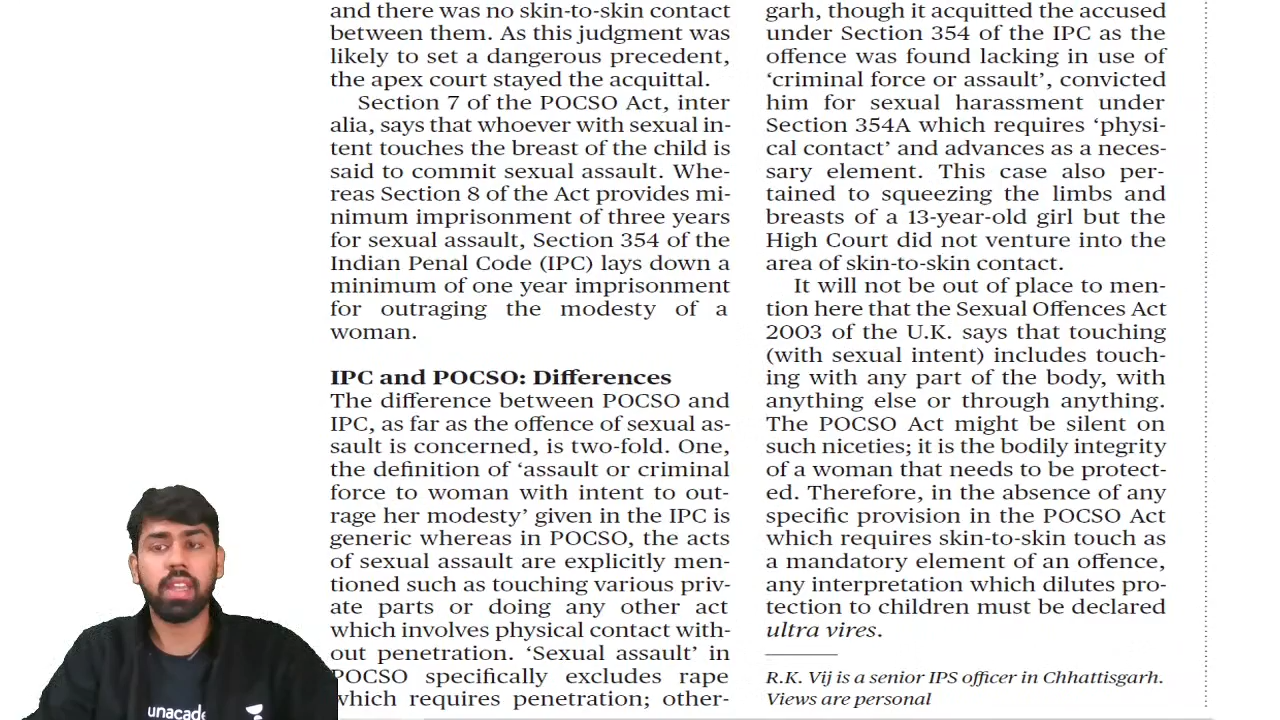 and there was no skin-to-skin contact
between them. As this judgment was
likely to set a dangerous precedent,
the apex court stayed the acquittal.
Section 7 of the POCSO Act, inter
alia, says that whoever with sexual in-
tent touches the breast of the child is
said to commit sexual assault. Whe-
reas Section 8 of the Act provides mi-
nimum imprisonment of three years
for sexual assault, Section 354 of the
Indian Penal Code (IPC) lays down a
minimum of one year imprisonment
for outraging the modesty of a
woman.
IPC and POCSO: Differences
The difference between POCSO and
IPC, as far as the offence of sexual as-
sault is concerned, is two-fold. One,
the definition of ‘assault or criminal
force to woman with intent to out-
rage her modesty’ given in the IPC is
generic whereas in POCSO, the acts
of sexual assault are explicitly men-
tioned such as touching various priv-
ate parts or doing any other act
which involves physical contact with-
out penetration. ‘Sexual assault’ in
POCSO specifically excludes rape
which requires penetration; other-
garh, though it acquitted the accused
under Section 354 of the IPC as the
offence was found lacking in use of
‘criminal force or assault’, convicted
him for sexual harassment under
Section 354A which requires ‘physi-
cal contact’ and advances as a neces-
sary element. This case also per-
tained to squeezing the limbs and
breasts of a 13-year-old girl but the
High Court did not venture into the
area of skin-to-skin contact.
It will not be out of place to men-
tion here that the Sexual Offences Act
2003 of the U.K. says that touching
(with sexual intent) includes touch-
ing with any part of the body, with
anything else or through anything.
The POCSO Act might be silent on
such niceties; it is the bodily integrity
of a woman that needs to be protect-
ed. Therefore, in the absence of any
specific provision in the POCSO Act
which requires skin-to-skin touch as
a mandatory element of an offence,
any interpretation which dilutes pro-
tection to children must be declared
ultra vires.
R.K. Vij is a senior IPS officer in Chhattisgarh.
Views are personal